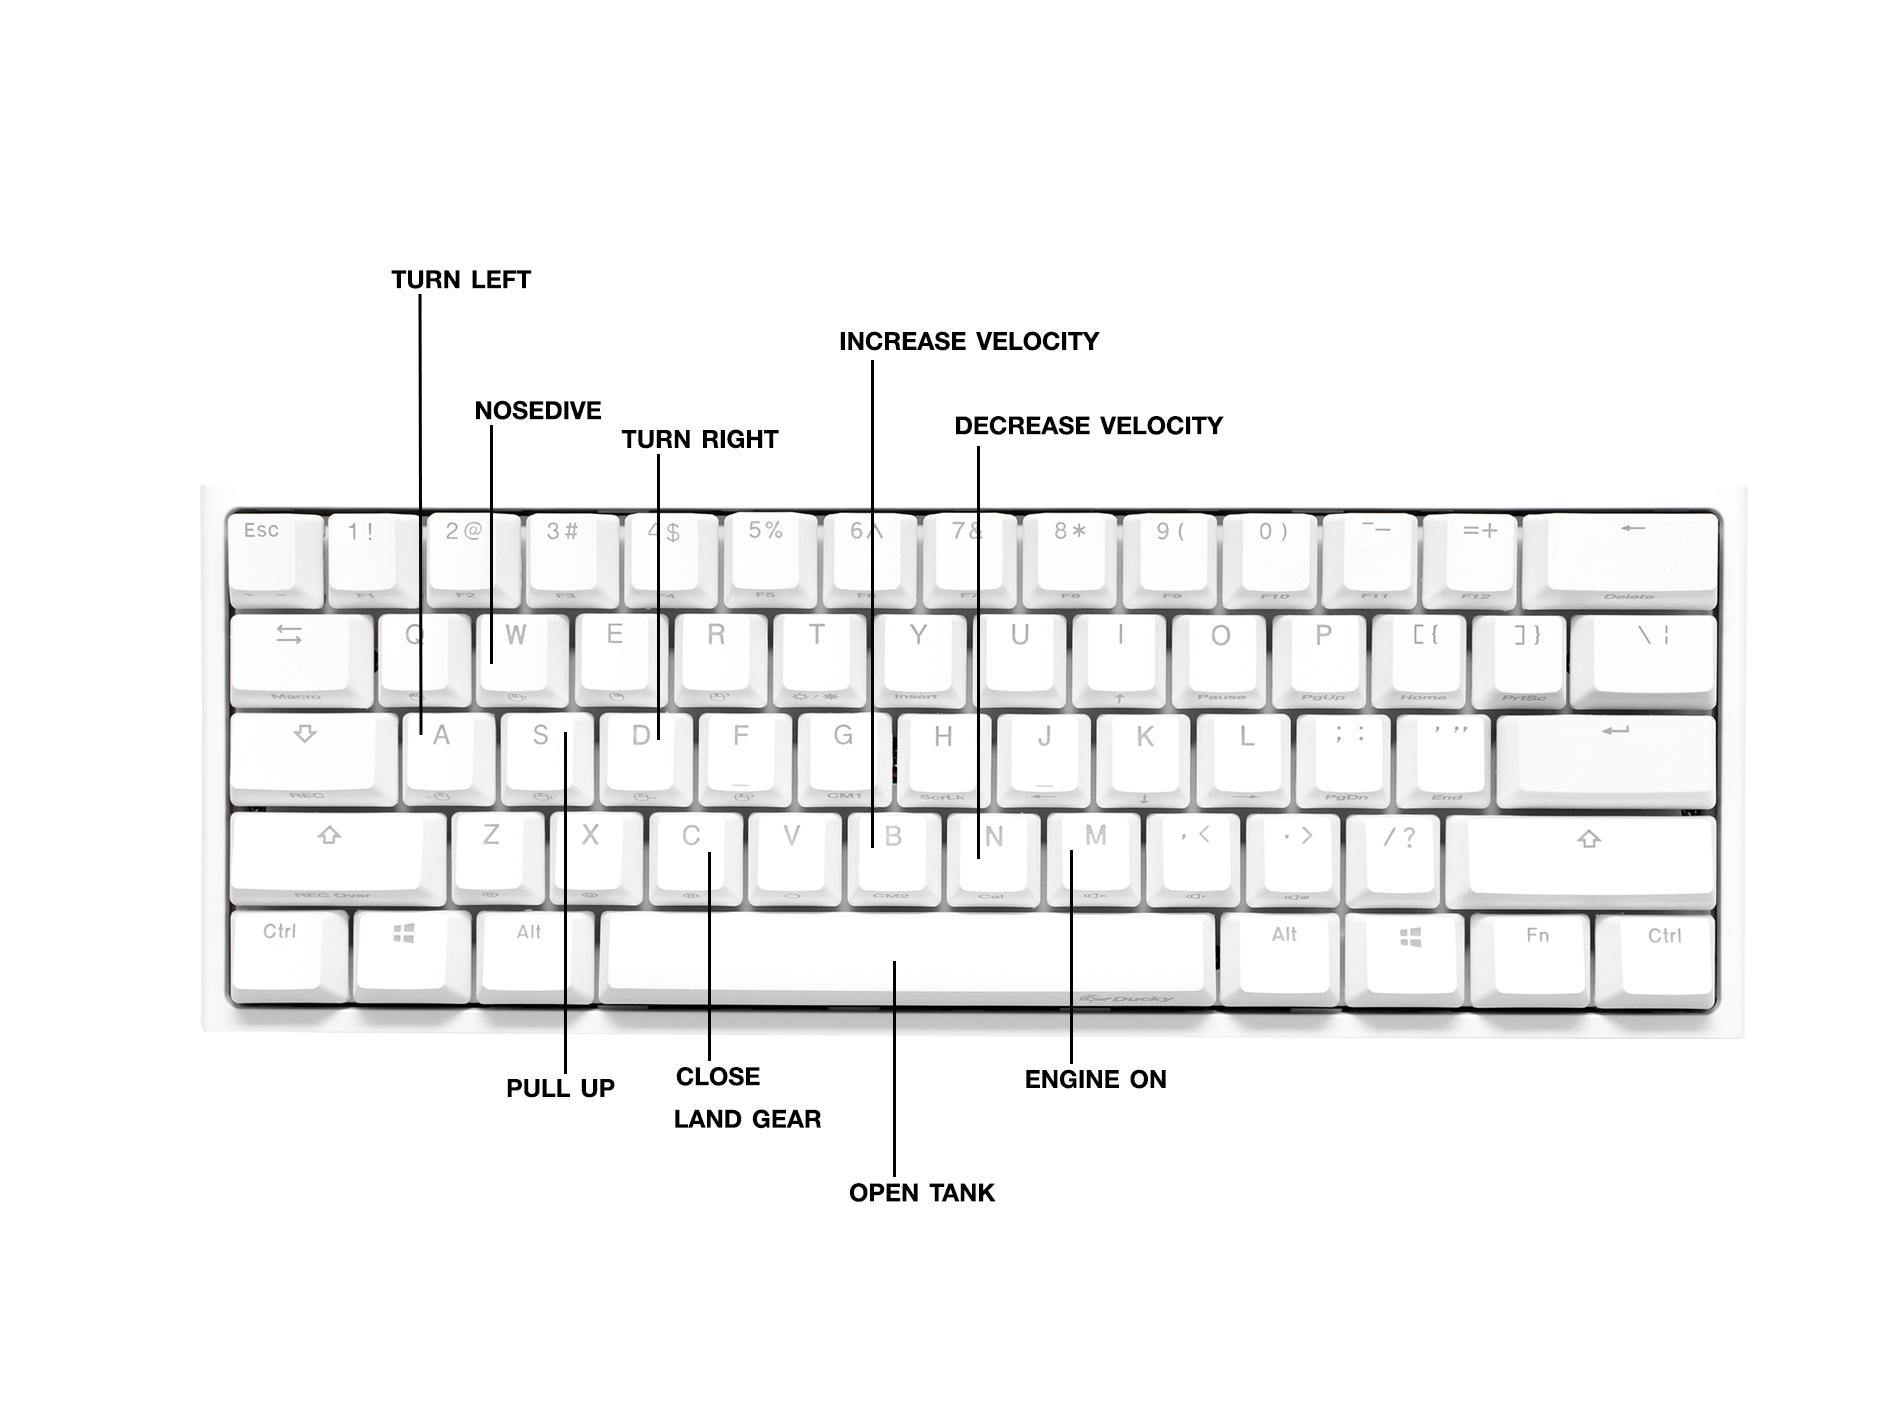 TURN LEFT
INCREASE VELOCITY
NOSEDIVE
DECREASE VELOCITY
TURN RIGHT
Esc 1! 2@ 3# 4$ 5% 6^ 7& 8* 9( 0) -_ =+ ←
F1 F2 F3 F4 F5 F6 F7 F8 F9 F10 F11 F12 Delete
Q W E R T Y U I O P [{ ]} \¦
Macro Insert ↑ Pause PgUp Home PrtSc
A S D F G H J K L ;: '"
REC CM1 ScrLk ← ↓ → PgDn End
Z X C V B N M ,< .> /?
REC Over CM2 Cal
Ctrl Alt Alt Fn Ctrl
Ducky
PULL UP
CLOSE
LAND GEAR
ENGINE ON
OPEN TANK